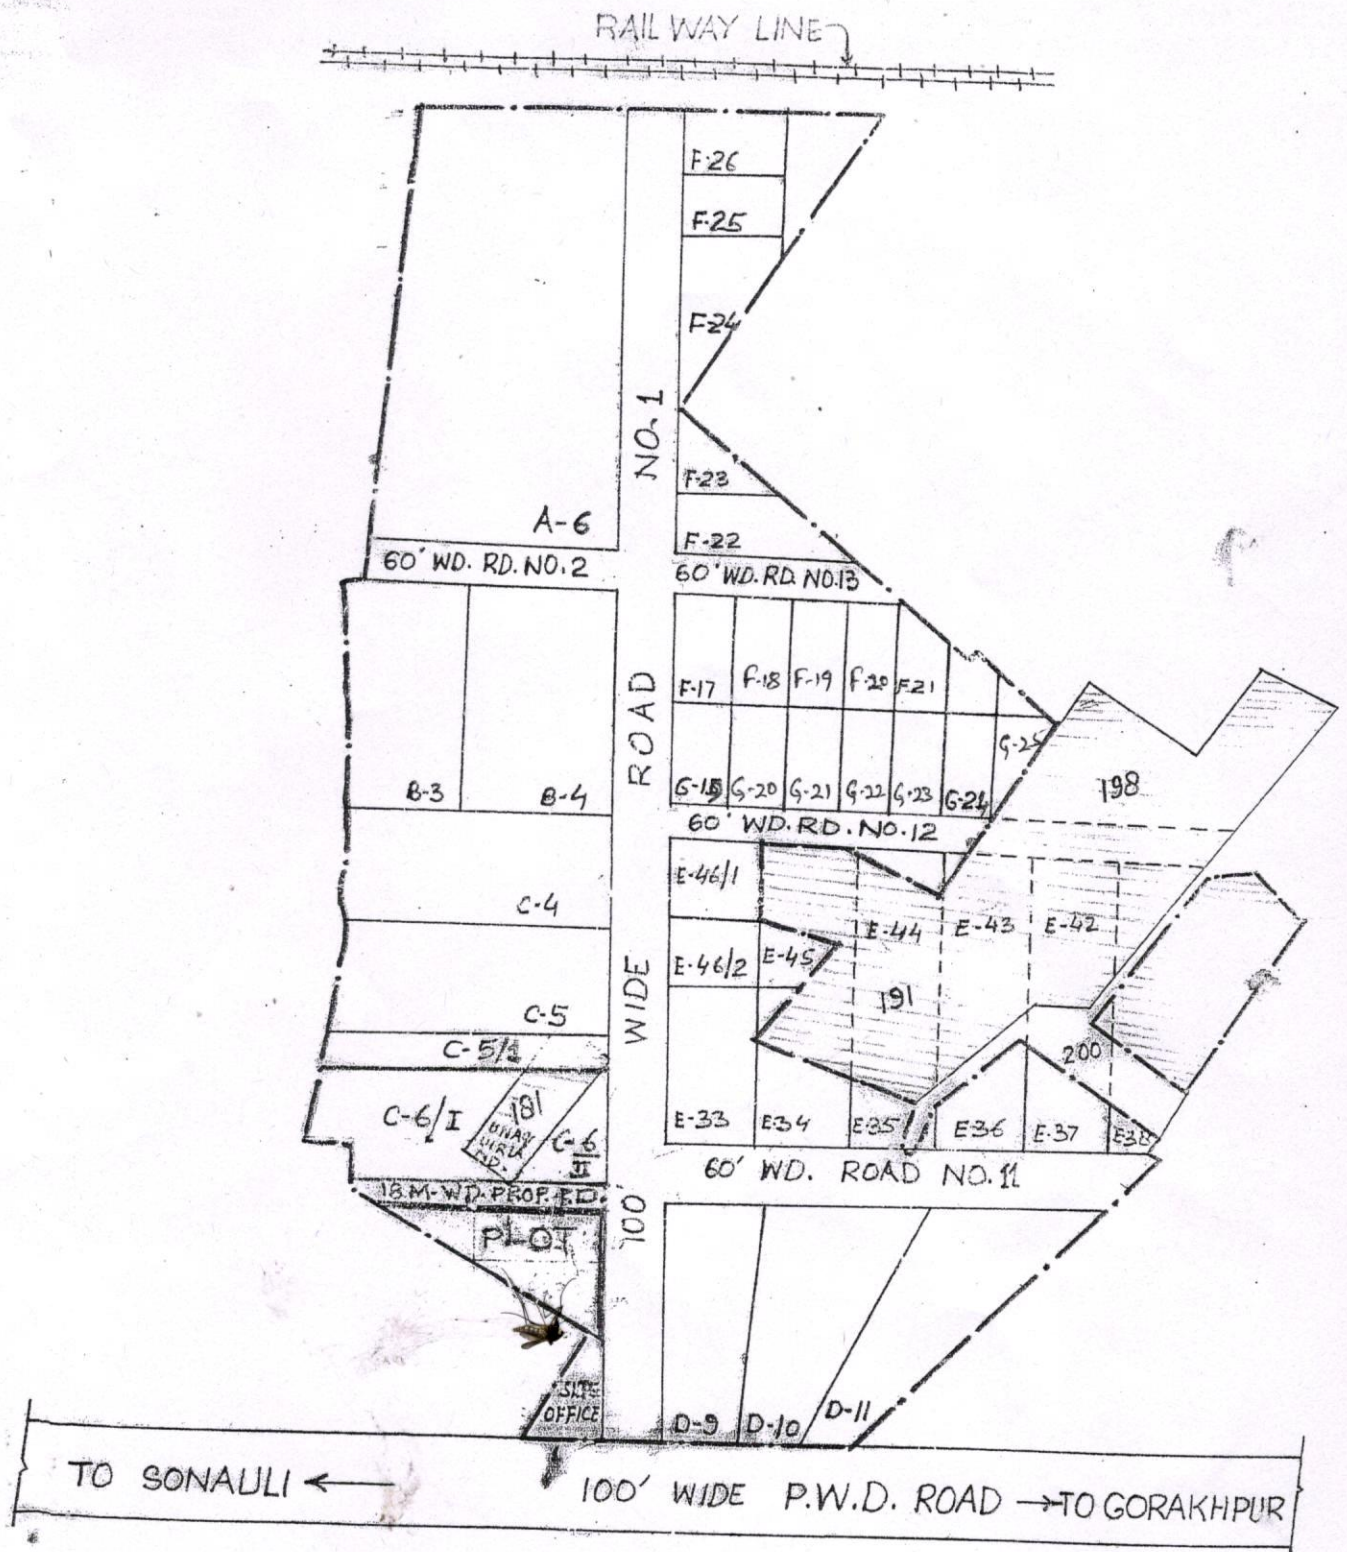 RAILWAY LINE
F-26
F-25
F-24
NO. 1
F-23
A-6
F-22
60' WD. RD. NO. 2
60' WD. RD. NO.13
ROAD
F-17 F-18 F-19 F-20 F-21
G-25
198
B-3 B-4
G-20 G-21 G-22 G-23 G-24
60' WD. RD. NO. 12
E-46/1
C-4
E-44 E-43 E-42
E-46/2 E-45
WIDE
191
C-5
C-5/1
200
C-6/I
181
C-6
II
E-33 E-34 E-35 E-36 E-37 E-38
60' WD. ROAD NO. 11
18.M-WD. PROP. RD.
100'
PLOT
SITE
OFFICE
D-9 D-10 D-11
TO SONAULI ←
100' WIDE P.W.D. ROAD → TO GORAKHPUR